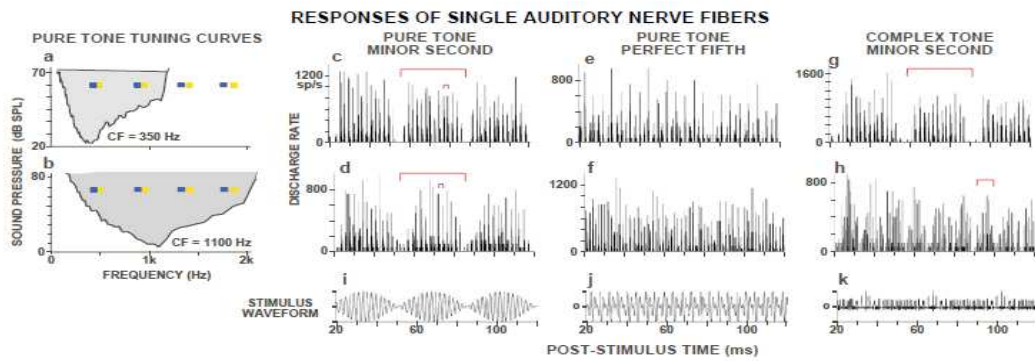 RESPONSES OF SINGLE AUDITORY NERVE FIBERS
PURE TONE TUNING CURVES
PURE TONE
MINOR SECOND
PURE TONE
PERFECT FIFTH
COMPLEX TONE
MINOR SECOND
a
70
20
CF = 350 Hz
b
80
0
CF = 1100 Hz
0
1k
2k
FREQUENCY (Hz)
SOUND PRESSURE (dB SPL)
c
1200
sp/s
0
d
800
0
DISCHARGE RATE
e
800
0
f
1200
0
g
1600
0
h
800
0
STIMULUS
WAVEFORM
i
0
20
60
100
j
0
20
60
100
k
0
20
60
100
POST-STIMULUS TIME (ms)